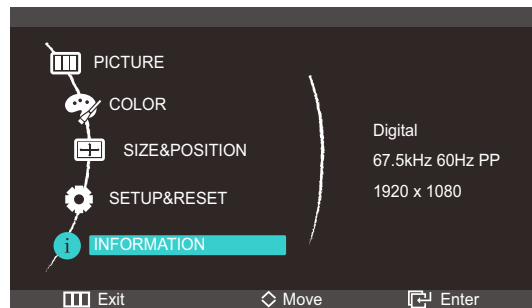 PICTURE
COLOR
SIZE&POSITION
SETUP&RESET
i INFORMATION
Digital
67.5kHz 60Hz PP
1920 x 1080
Exit Move Enter